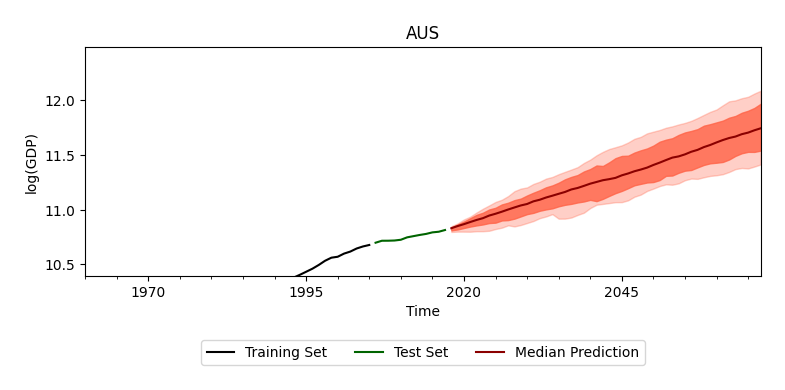 AUS
log(GDP)
12.0
11.5
11.0
10.5
1970 1995 2020 2045
Time
Training Set Test Set Median Prediction